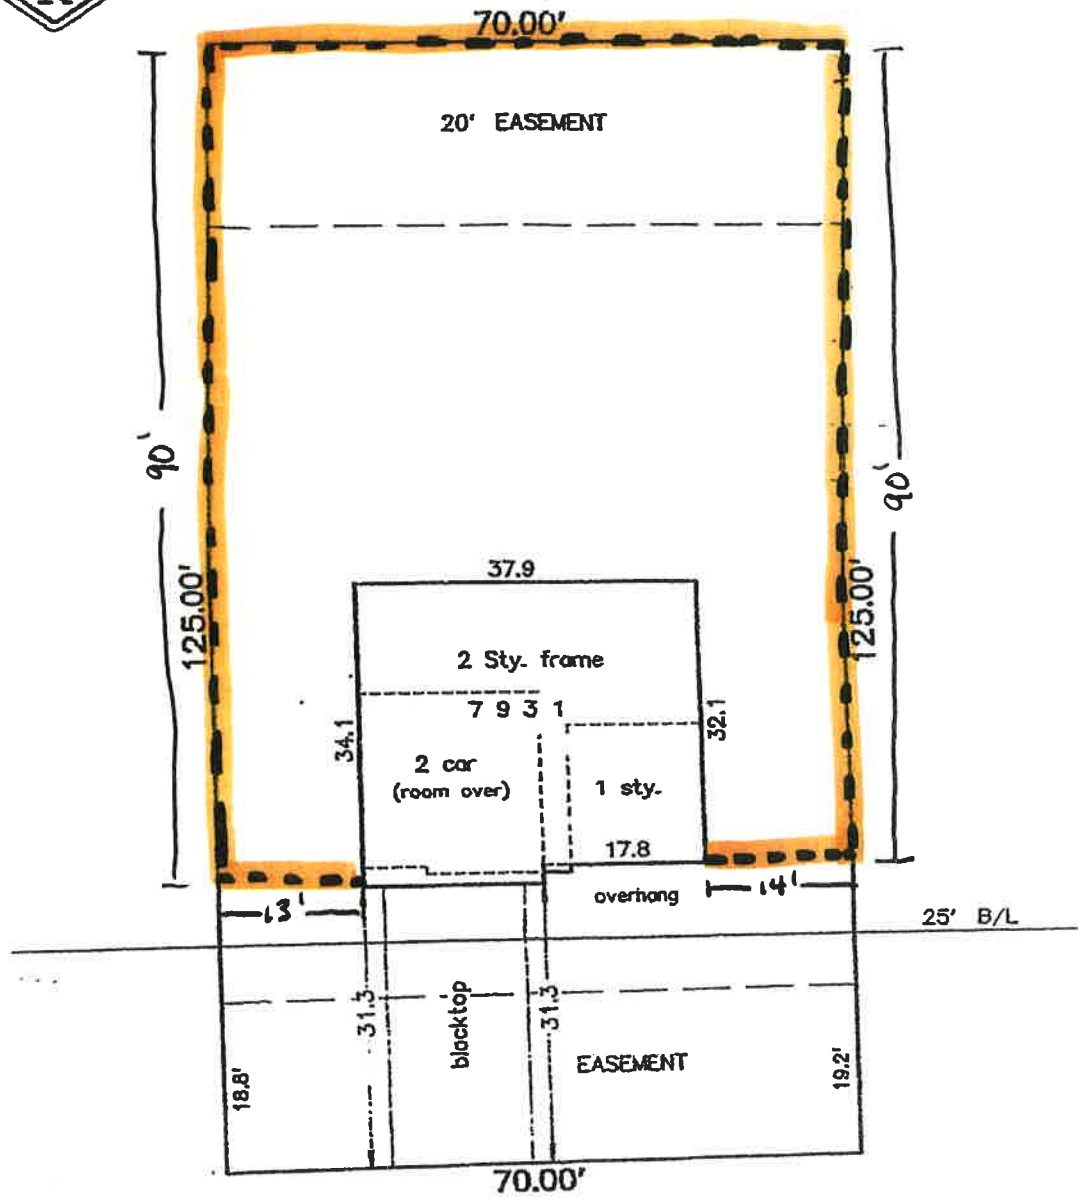 70.00'
20' EASEMENT
90'
90'
125.00'
125.00'
37.9
2 Sty. frame
7 9 3 1
34.1
32.1
2 car
(room over)
1 sty.
17.8
overhang
13'
14'
25' B/L
31.3
blacktop
31.3
EASEMENT
18.8'
19.2'
70.00'